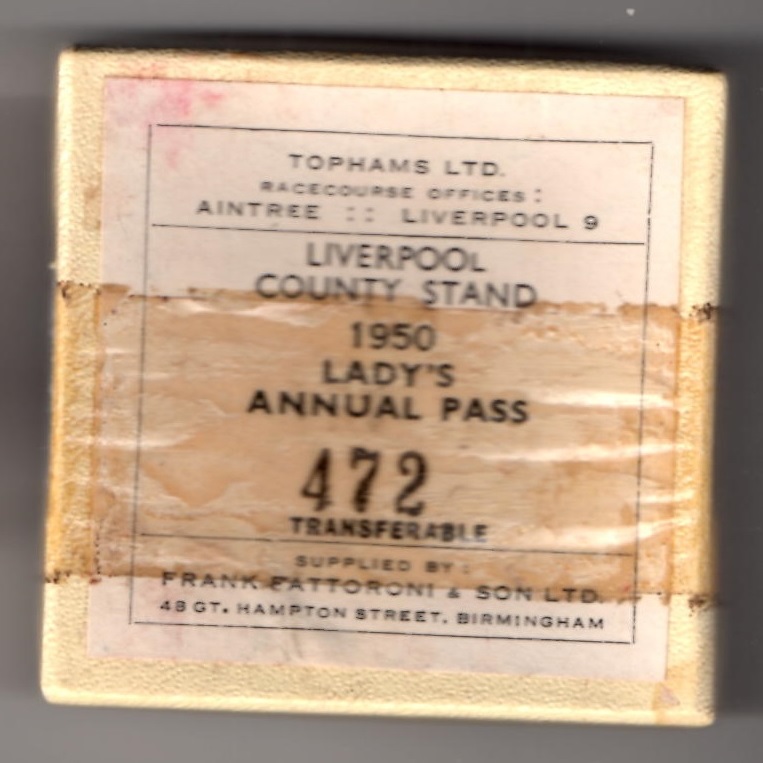 TOPHAMS LTD.
RACECOURSE OFFICES:
AINTREE :: LIVERPOOL 9
LIVERPOOL
COUNTY STAND
1950
LADY'S
ANNUAL PASS
472
TRANSFERABLE
SUPPLIED BY:
FRANK FATTORONI & SON LTD.
48 GT. HAMPTON STREET. BIRMINGHAM